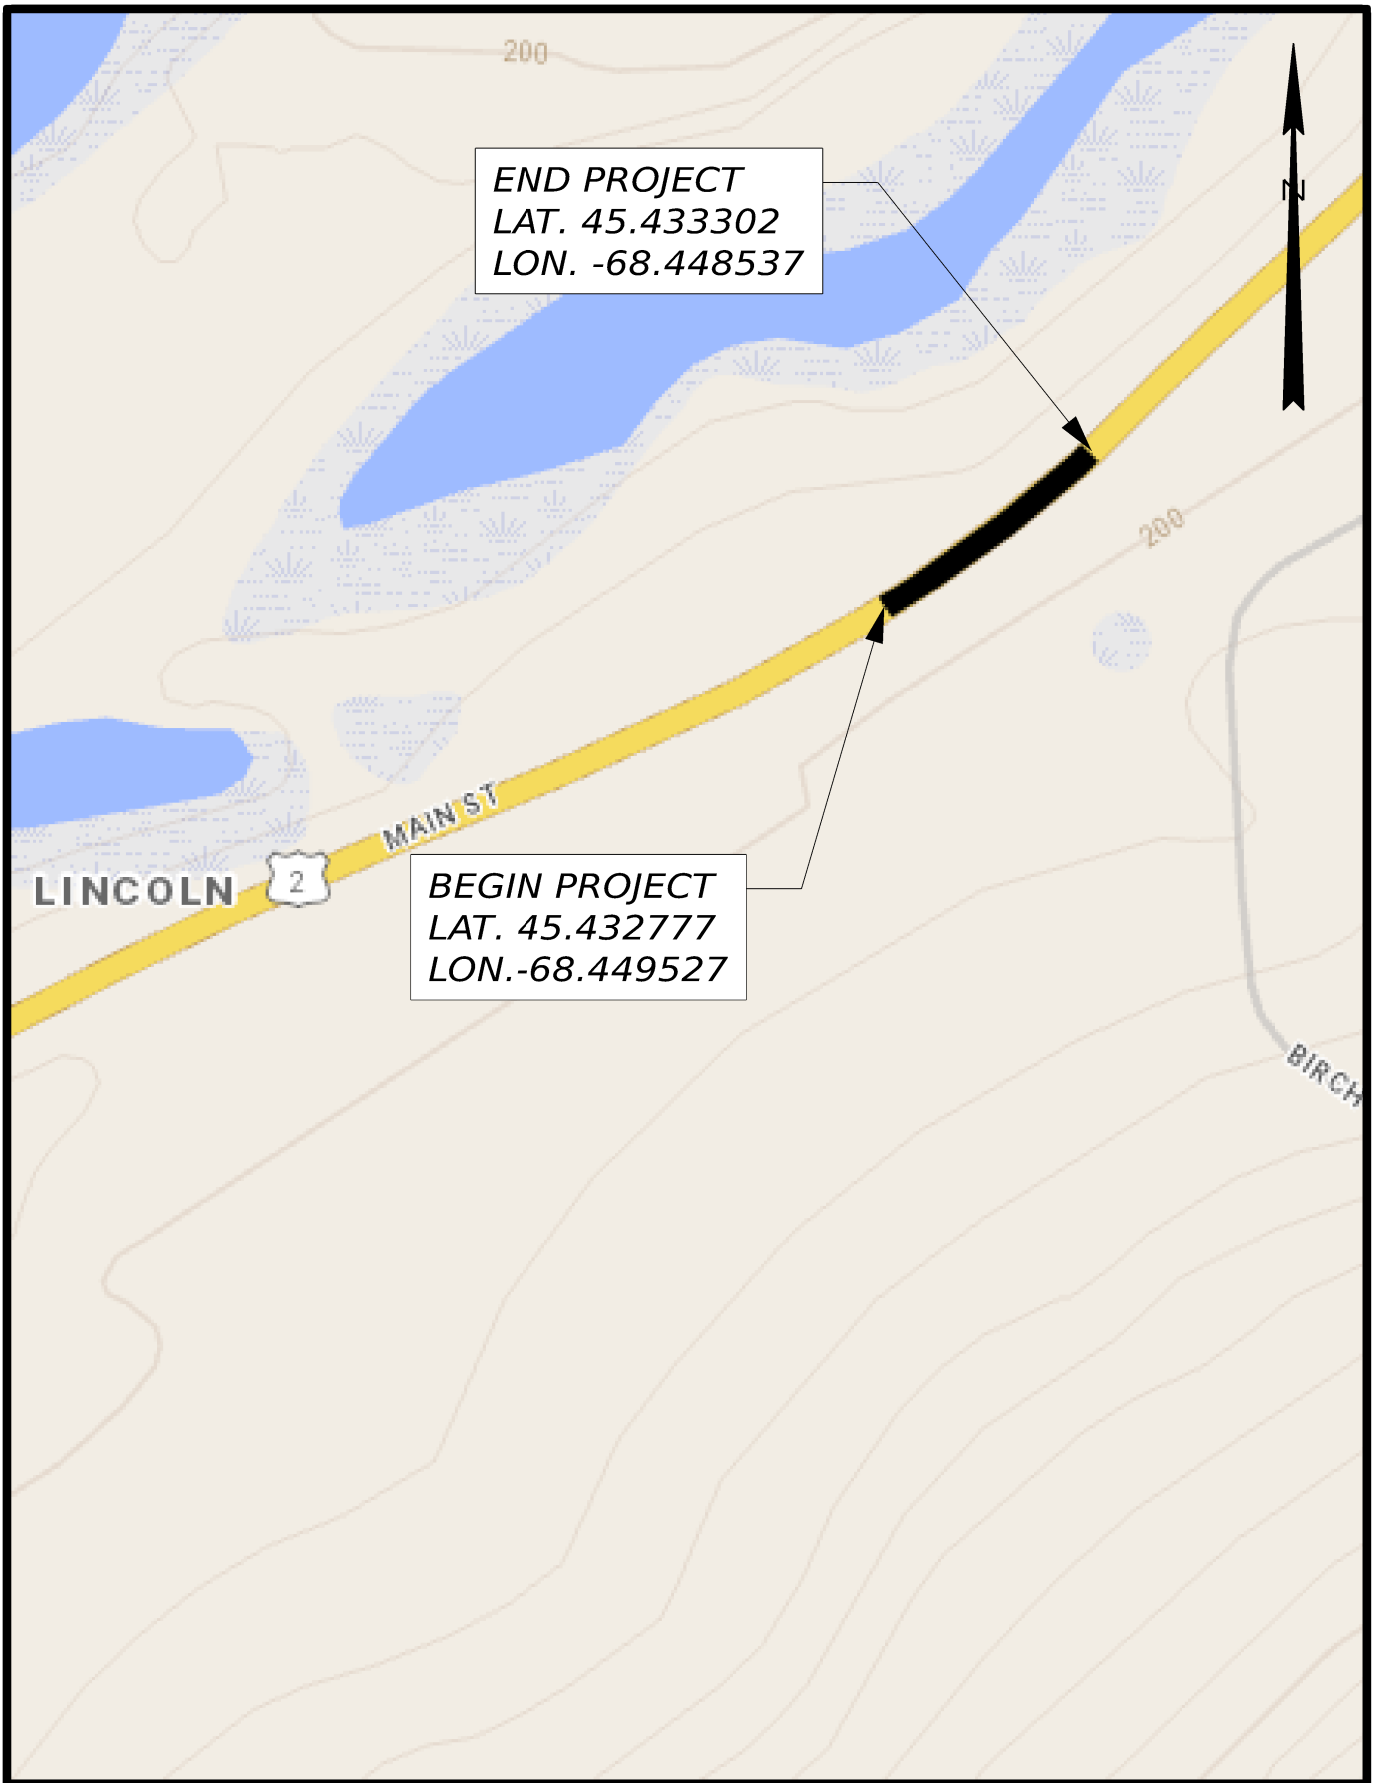 200
END PROJECT
LAT. 45.433302
LON. -68.448537
N
200
MAIN ST
2
LINCOLN
BEGIN PROJECT
LAT. 45.432777
LON.-68.449527
BIRCH